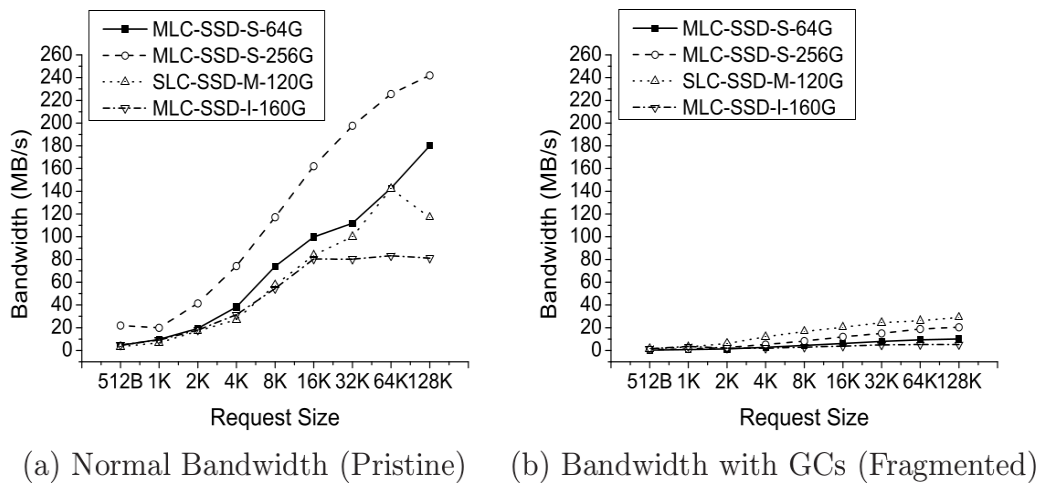 MLC-SSD-S-64G
MLC-SSD-S-256G
SLC-SSD-M-120G
MLC-SSD-I-160G
260
240
220
200
180
160
140
120
100
80
60
40
20
0
Bandwidth (MB/s)
512B 1K 2K 4K 8K 16K 32K 64K 128K
Request Size
(a) Normal Bandwidth (Pristine)
MLC-SSD-S-64G
MLC-SSD-S-256G
SLC-SSD-M-120G
MLC-SSD-I-160G
260
240
220
200
180
160
140
120
100
80
60
40
20
0
Bandwidth (MB/s)
512B 1K 2K 4K 8K 16K 32K 64K 128K
Request Size
(b) Bandwidth with GCs (Fragmented)